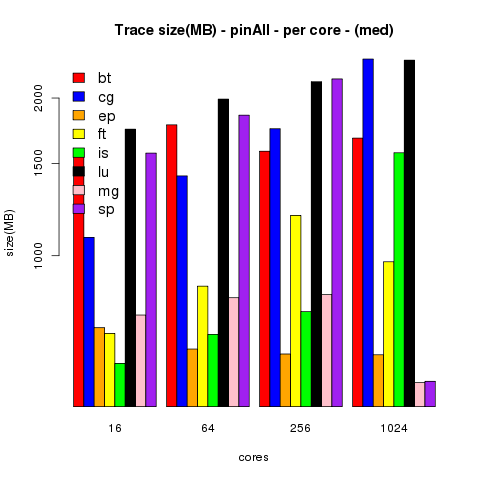 Trace size(MB) - pinAll - per core - (med)
bt
cg
ep
ft
is
lu
mg
sp
2000
1500
1000
size(MB)
16 64 256 1024
cores